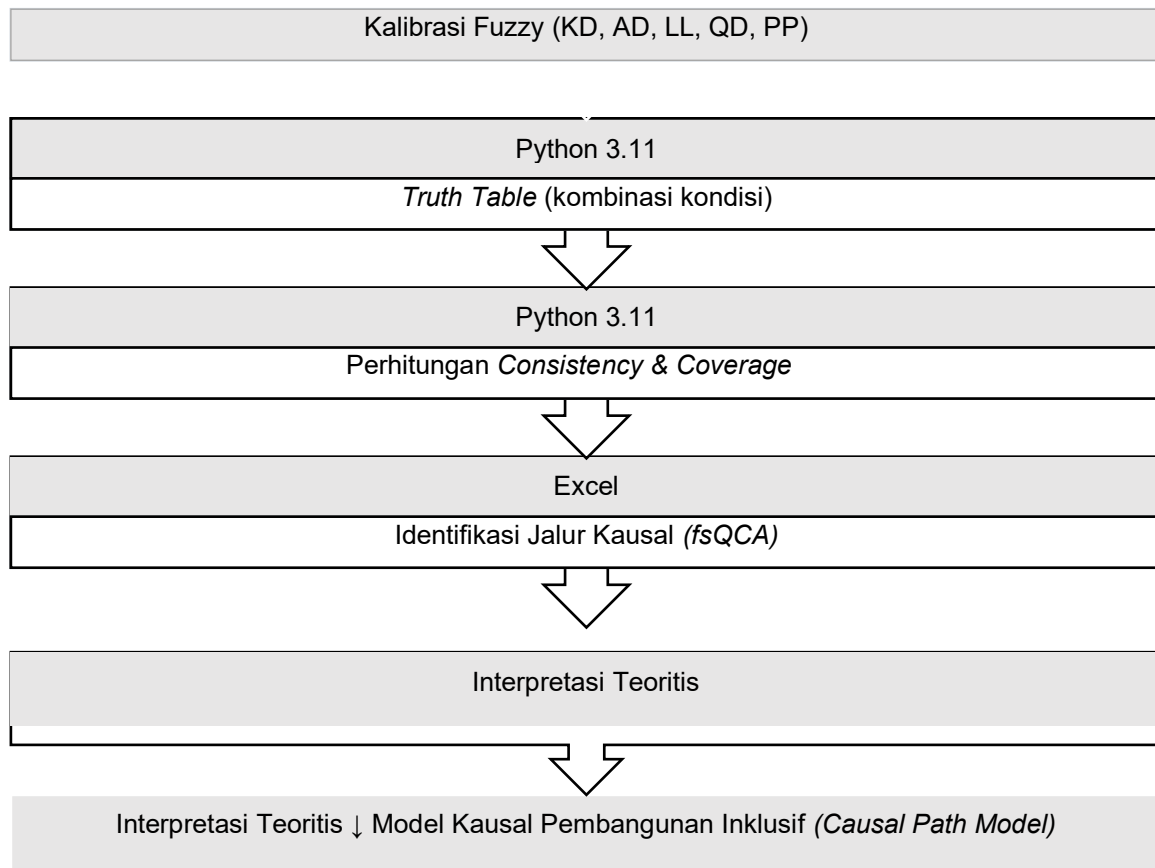 Kalibrasi Fuzzy (KD, AD, LL, QD, PP)
Python 3.11
Truth Table (kombinasi kondisi)
Python 3.11
Perhitungan Consistency & Coverage
Excel
Identifikasi Jalur Kausal (fsQCA)
Interpretasi Teoritis
Interpretasi Teoritis ↓ Model Kausal Pembangunan Inklusif (Causal Path Model)